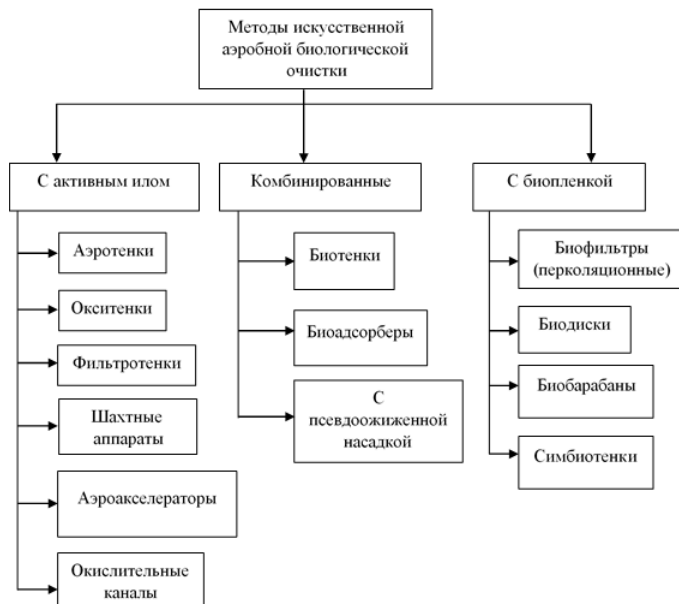 Методы искусственной
аэробной биологической
очистки
С активным илом
Комбинированные
С биопленкой
Аэротенки
Окситенки
Фильтротенки
Шахтные
аппараты
Аэроакселераторы
Окислительные
каналы
Биотенки
Биоадсорберы
С
псевдоожиженной
насадкой
Биофильтры
(перколяционные)
Биодиски
Биобарабаны
Симбиотенки